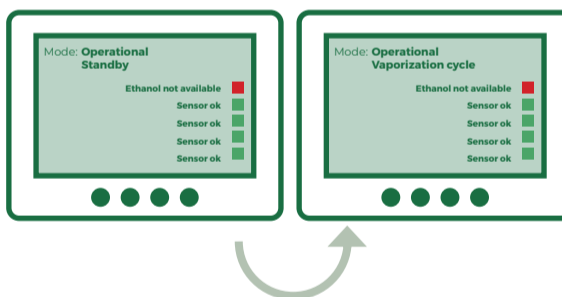 Mode: Operational
Standby
Ethanol not available
Sensor ok
Sensor ok
Sensor ok
Sensor ok
Mode: Operational
Vaporization cycle
Ethanol not available
Sensor ok
Sensor ok
Sensor ok
Sensor ok